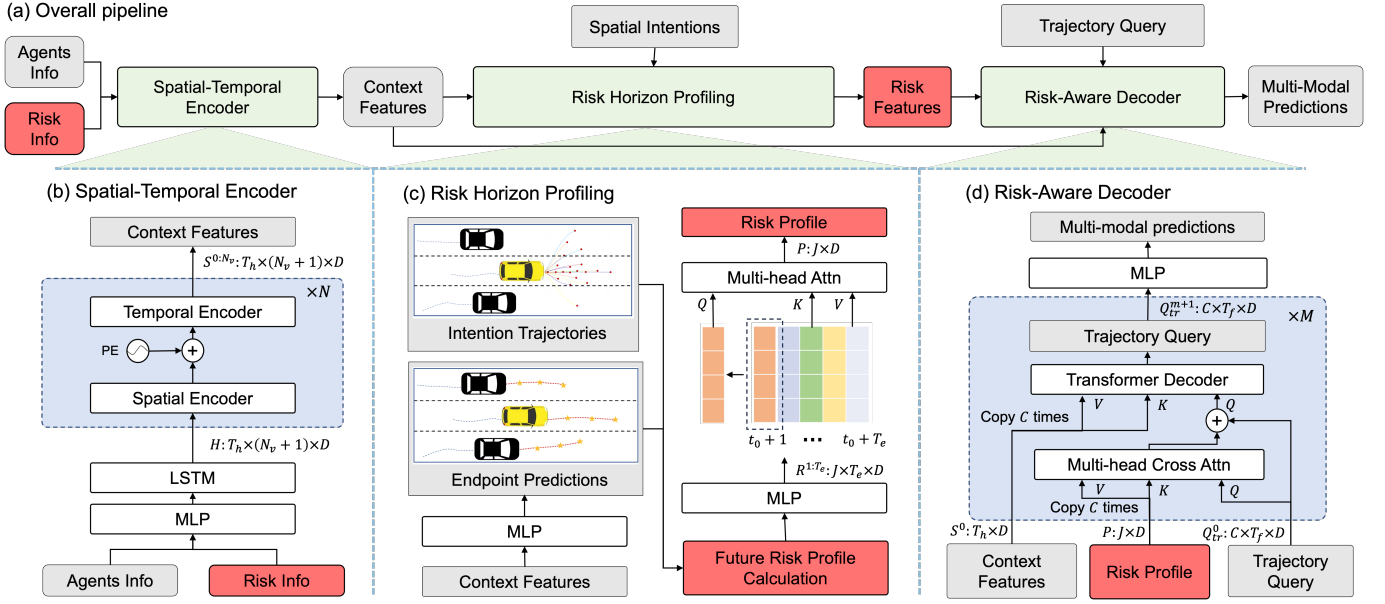 (a) Overall pipeline
Agents
Info
Risk
Info
Spatial-Temporal
Encoder
Context
Features
Spatial Intentions
Risk Horizon Profiling
Risk
Features
Trajectory Query
Risk-Aware Decoder
Multi-Modal
Predictions
(b) Spatial-Temporal Encoder
Context Features
S^{0:N_v}: T_h×(N_v + 1)×D
×N
Temporal Encoder
PE
+
Spatial Encoder
H: T_h×(N_v + 1)×D
LSTM
MLP
Agents Info
Risk Info
(c) Risk Horizon Profiling
Intention Trajectories
Endpoint Predictions
MLP
Context Features
Risk Profile
P: J×D
Multi-head Attn
Q K V
t_0 + 1 ••• t_0 + T_e
R^{1:T_e}: J×T_e×D
MLP
Future Risk Profile
Calculation
(d) Risk-Aware Decoder
Multi-modal predictions
MLP
Q_{tr}^{m+1}: C×T_f×D
×M
Trajectory Query
Transformer Decoder
Copy C times V K Q
+
Multi-head Cross Attn
V K Q
Copy C times
S^0: T_h×D P: J×D Q_{tr}^0: C×T_f×D
Context
Features
Risk Profile
Trajectory
Query